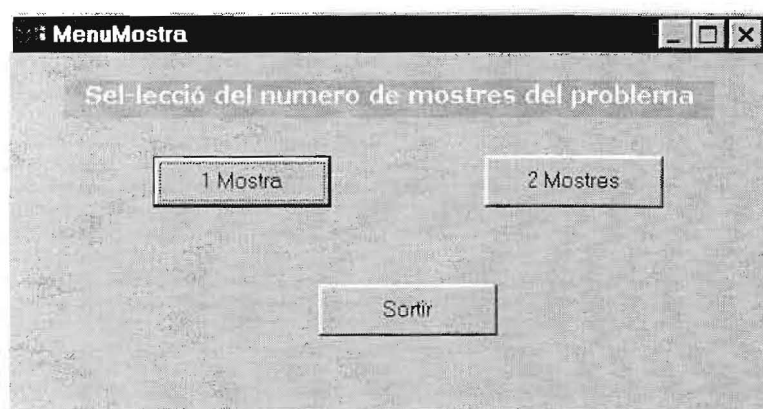 MenuMostra
Sel-lecció del numero de mostres del problema
1 Mostra
2 Mostres
Sortir